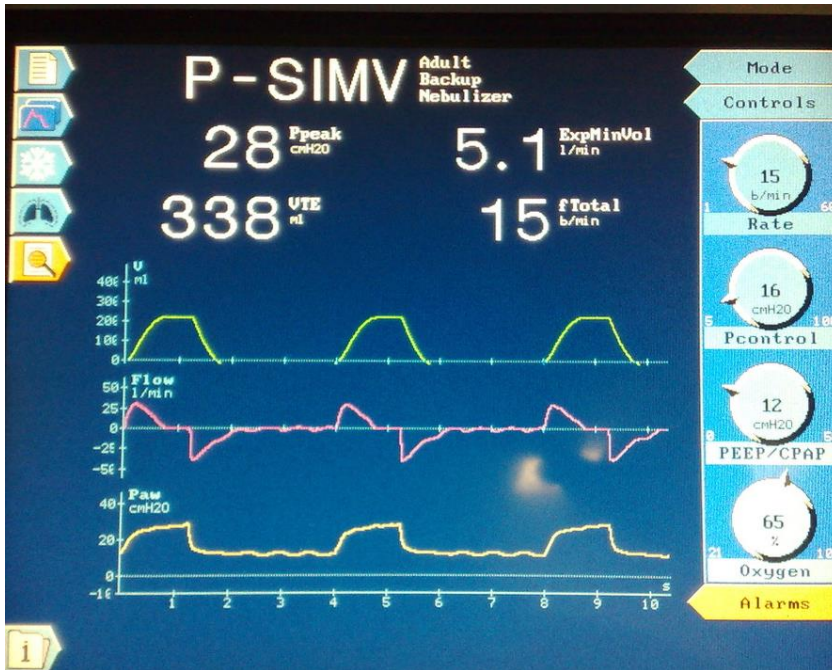 P-SIMV
Adult
Backup
Nebulizer
28 Ppeak
cmH2O
5.1 ExpMinVol
l/min
338 VTE
ml
15 fTotal
b/min
V
ml
400
300
200
100
0
Flow
l/min
50
25
0
-25
-50
Paw
cmH2O
40
20
0
-10
1 2 3 4 5 6 7 8 9 10
s
Mode
Controls
15
b/min
1 60
Rate
16
cmH2O
5 100
Pcontrol
12
cmH2O
0
PEEP/CPAP
65
%
21 100
Oxygen
Alarms
i